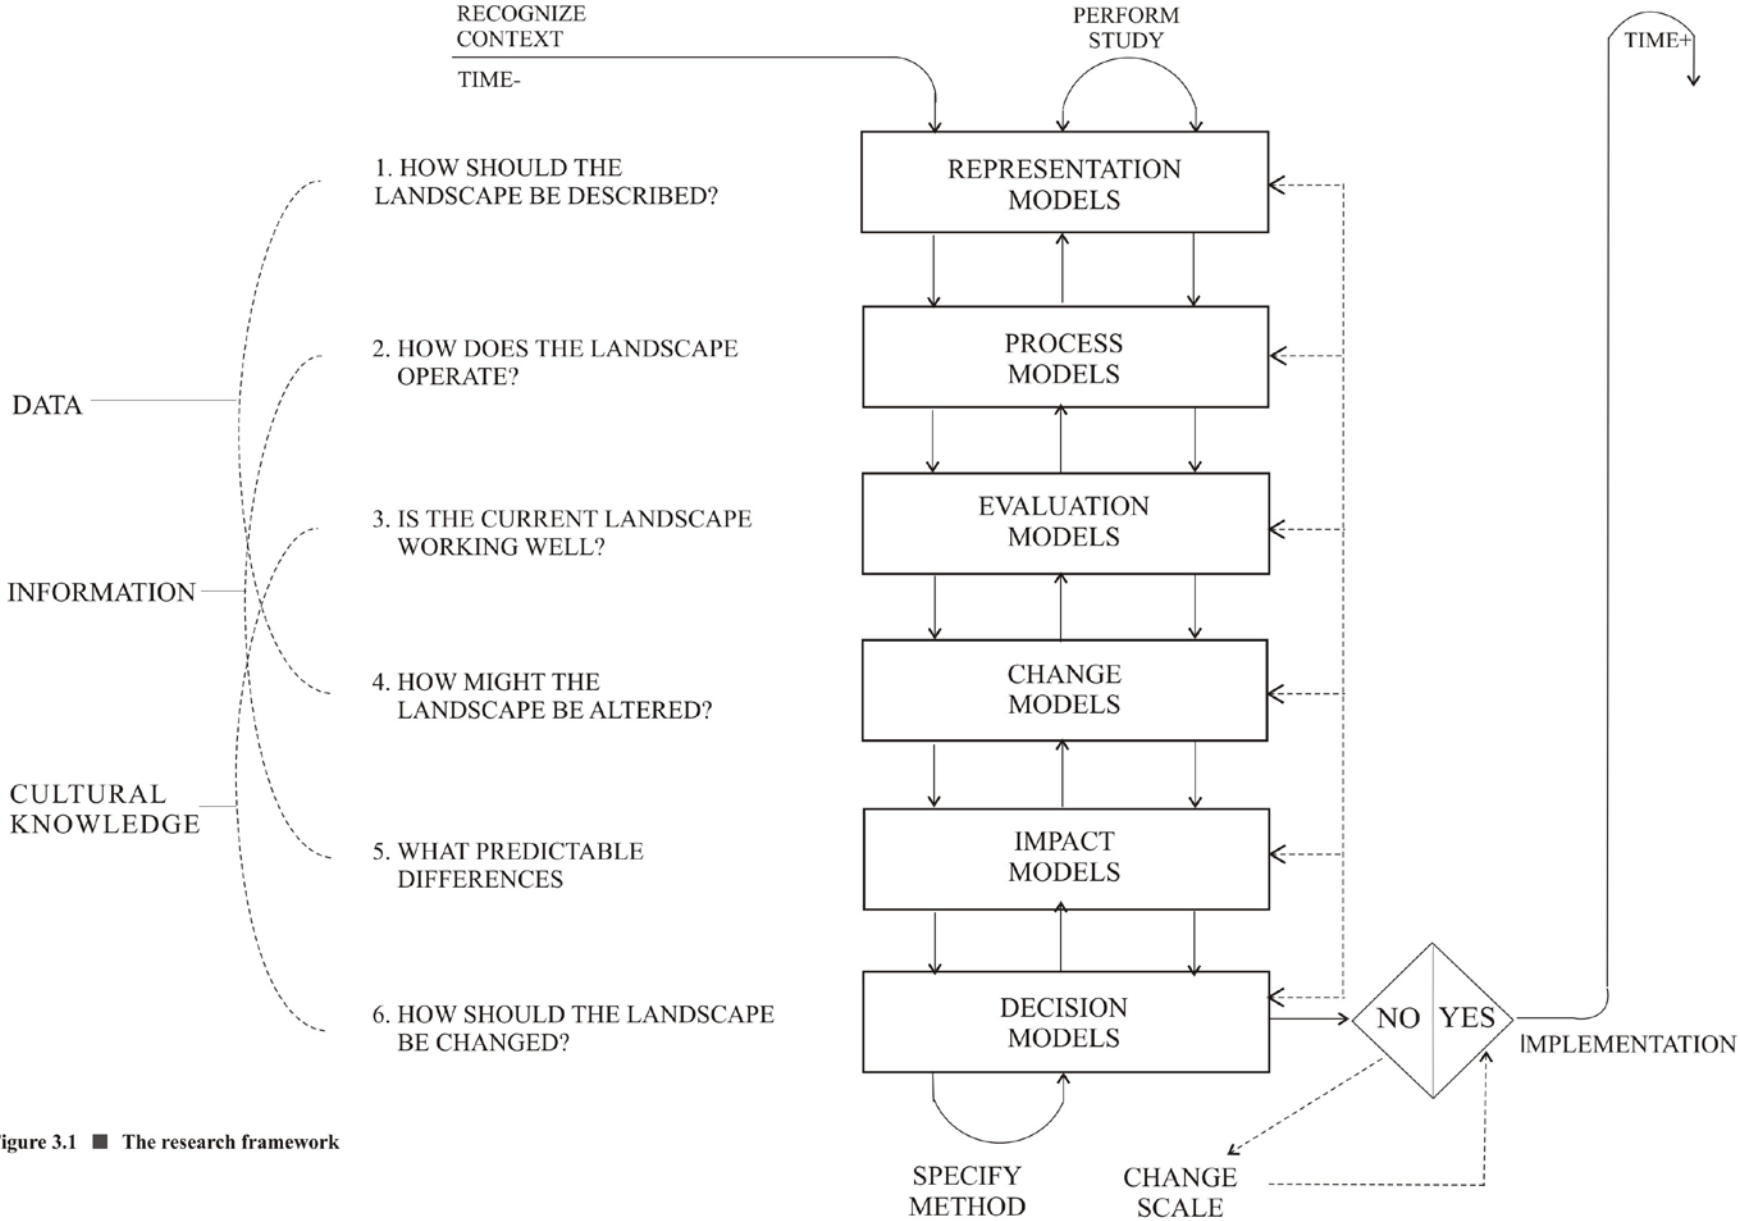 RECOGNIZE
CONTEXT
TIME-
PERFORM
STUDY
TIME+
1. HOW SHOULD THE
LANDSCAPE BE DESCRIBED?
REPRESENTATION
MODELS
2. HOW DOES THE LANDSCAPE
OPERATE?
PROCESS
MODELS
DATA
3. IS THE CURRENT LANDSCAPE
WORKING WELL?
EVALUATION
MODELS
INFORMATION
4. HOW MIGHT THE
LANDSCAPE BE ALTERED?
CHANGE
MODELS
CULTURAL
KNOWLEDGE
5. WHAT PREDICTABLE
DIFFERENCES
IMPACT
MODELS
6. HOW SHOULD THE LANDSCAPE
BE CHANGED?
DECISION
MODELS
NO YES
IMPLEMENTATION
igure 3.1 ■ The research framework
SPECIFY
METHOD
CHANGE
SCALE